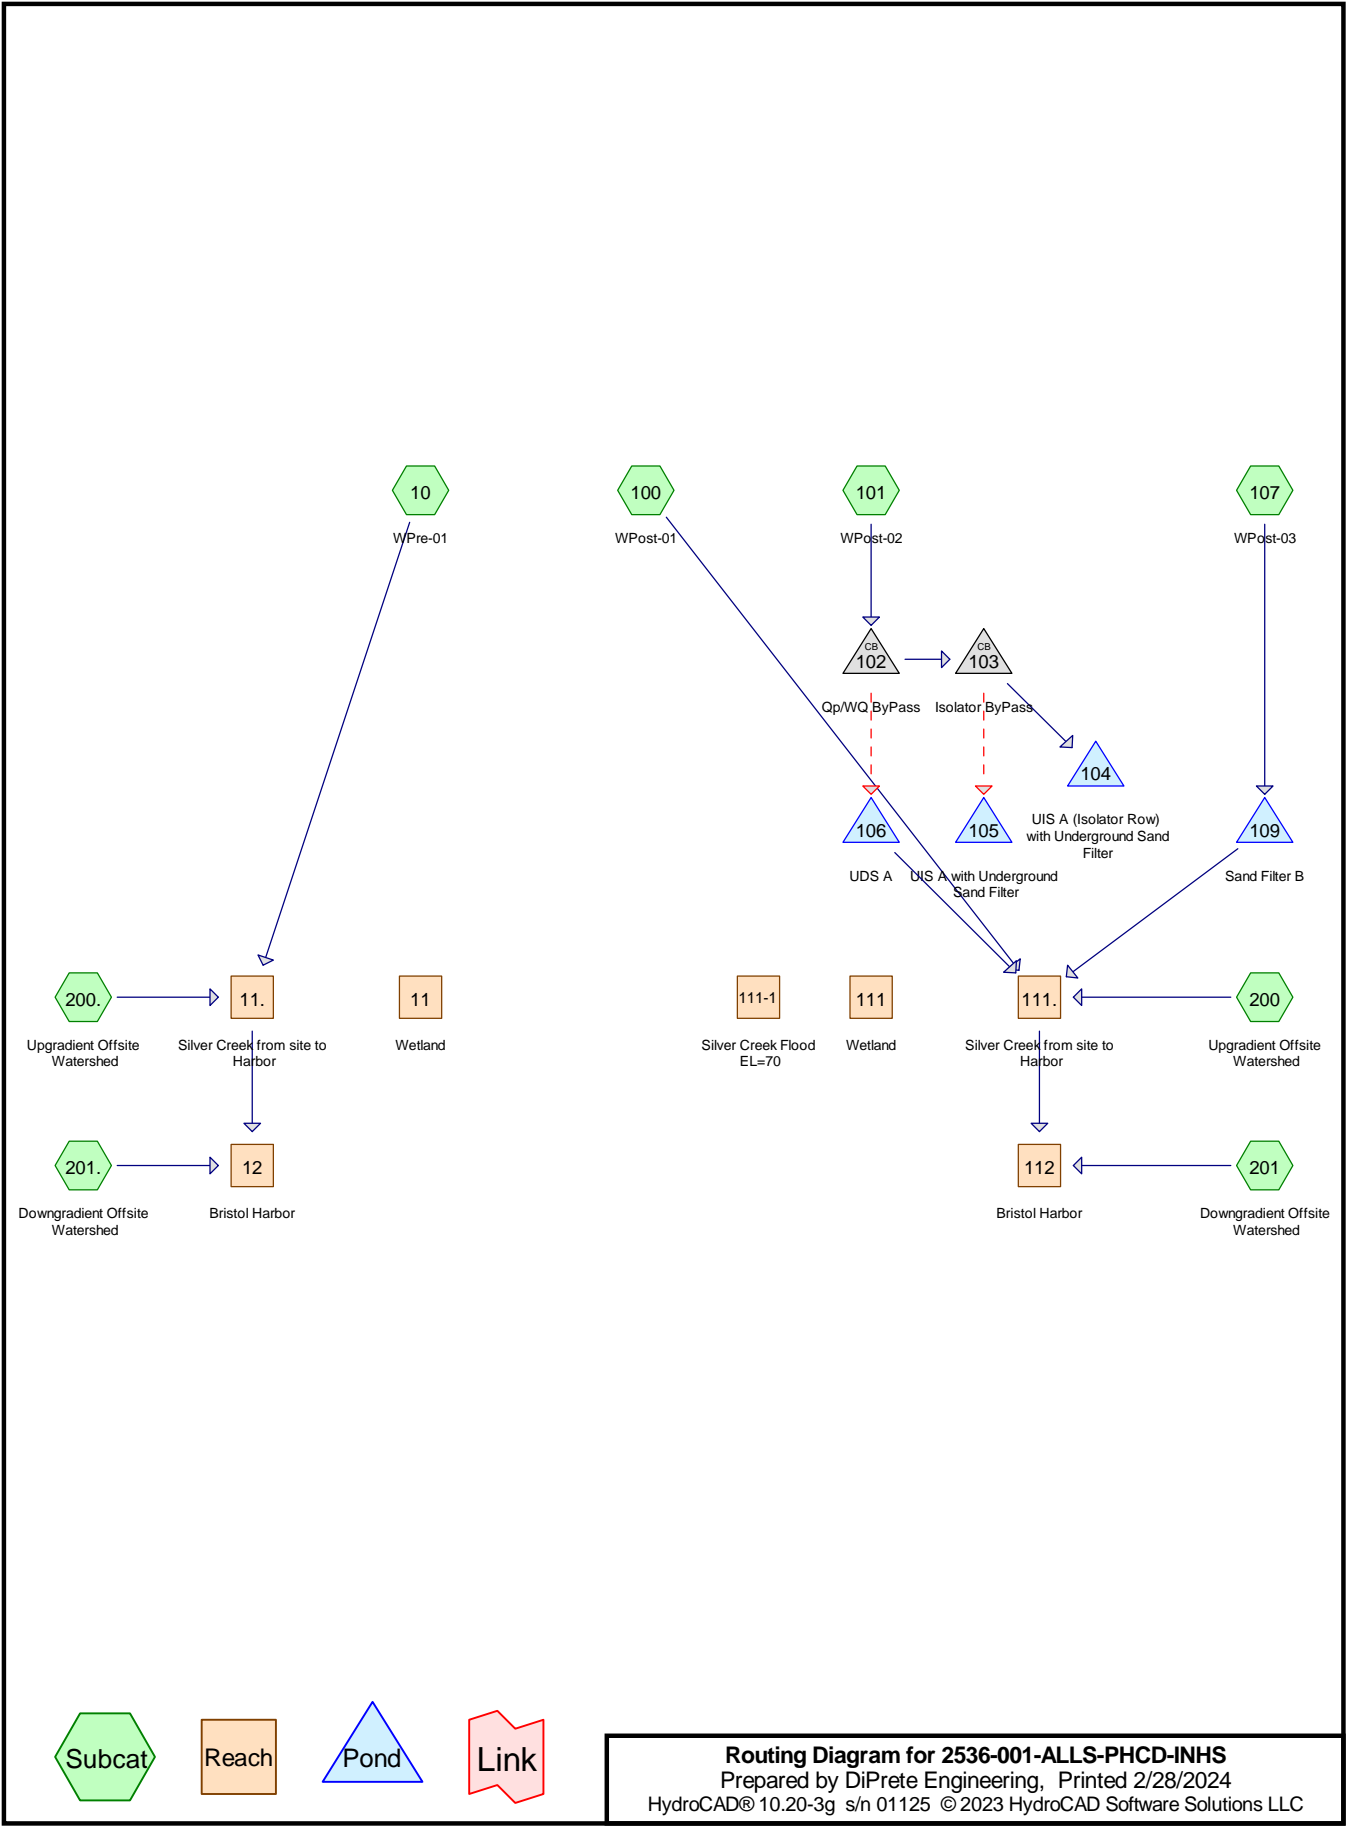 10
WPre-01
100
WPost-01
101
WPost-02
107
WPost-03
CB
102
Qp/WQ ByPass
CB
103
Isolator ByPass
104
UIS A (Isolator Row)
with Underground Sand
Filter
106
UDS A
105
UIS A with Underground
Sand Filter
109
Sand Filter B
200.
Upgradient Offsite
Watershed
11.
Silver Creek from site to
Harbor
11
Wetland
111-1
Silver Creek Flood
EL=70
111
Wetland
111.
Silver Creek from site to
Harbor
200
Upgradient Offsite
Watershed
201.
Downgradient Offsite
Watershed
12
Bristol Harbor
112
Bristol Harbor
201
Downgradient Offsite
Watershed
Subcat
Reach
Pond
Link
Routing Diagram for 2536-001-ALLS-PHCD-INHS
Prepared by DiPrete Engineering, Printed 2/28/2024
HydroCAD® 10.20-3g s/n 01125 © 2023 HydroCAD Software Solutions LLC